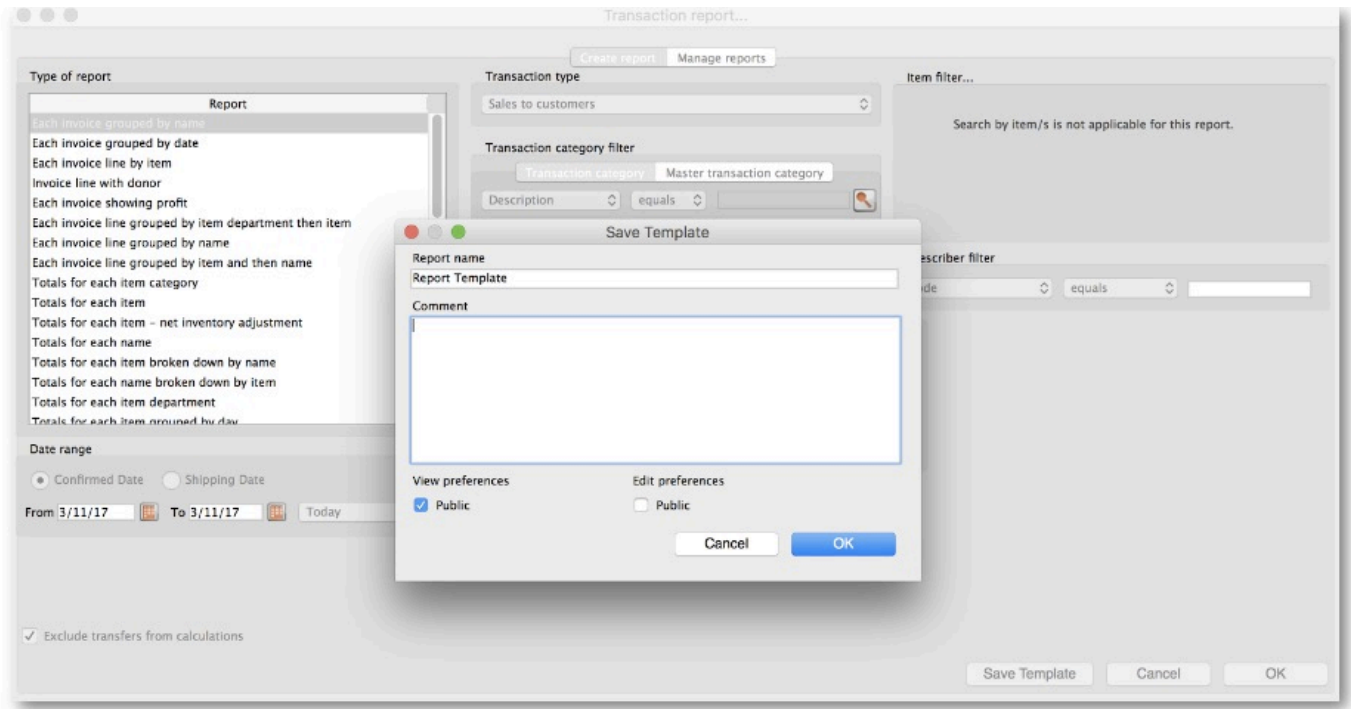 Transaction report...
Create report Manage reports
Type of report
Report
Each invoice grouped by name
Each invoice grouped by date
Each invoice line by item
Invoice line with donor
Each invoice showing profit
Each invoice line grouped by item department then item
Each invoice line grouped by name
Each invoice line grouped by item and then name
Totals for each item category
Totals for each item
Totals for each item – net inventory adjustment
Totals for each name
Totals for each item broken down by name
Totals for each name broken down by item
Totals for each item department
Totals for each item grouped by day
Date range
Confirmed Date Shipping Date
From 3/11/17 To 3/11/17 Today
Exclude transfers from calculations
Transaction type
Sales to customers
Transaction category filter
Transaction category Master transaction category
Description equals
Item filter...
Search by item/s is not applicable for this report.
escriber filter
de equals
Save Template
Report name
Report Template
Comment
View preferences Edit preferences
Public Public
Cancel OK
Save Template Cancel OK